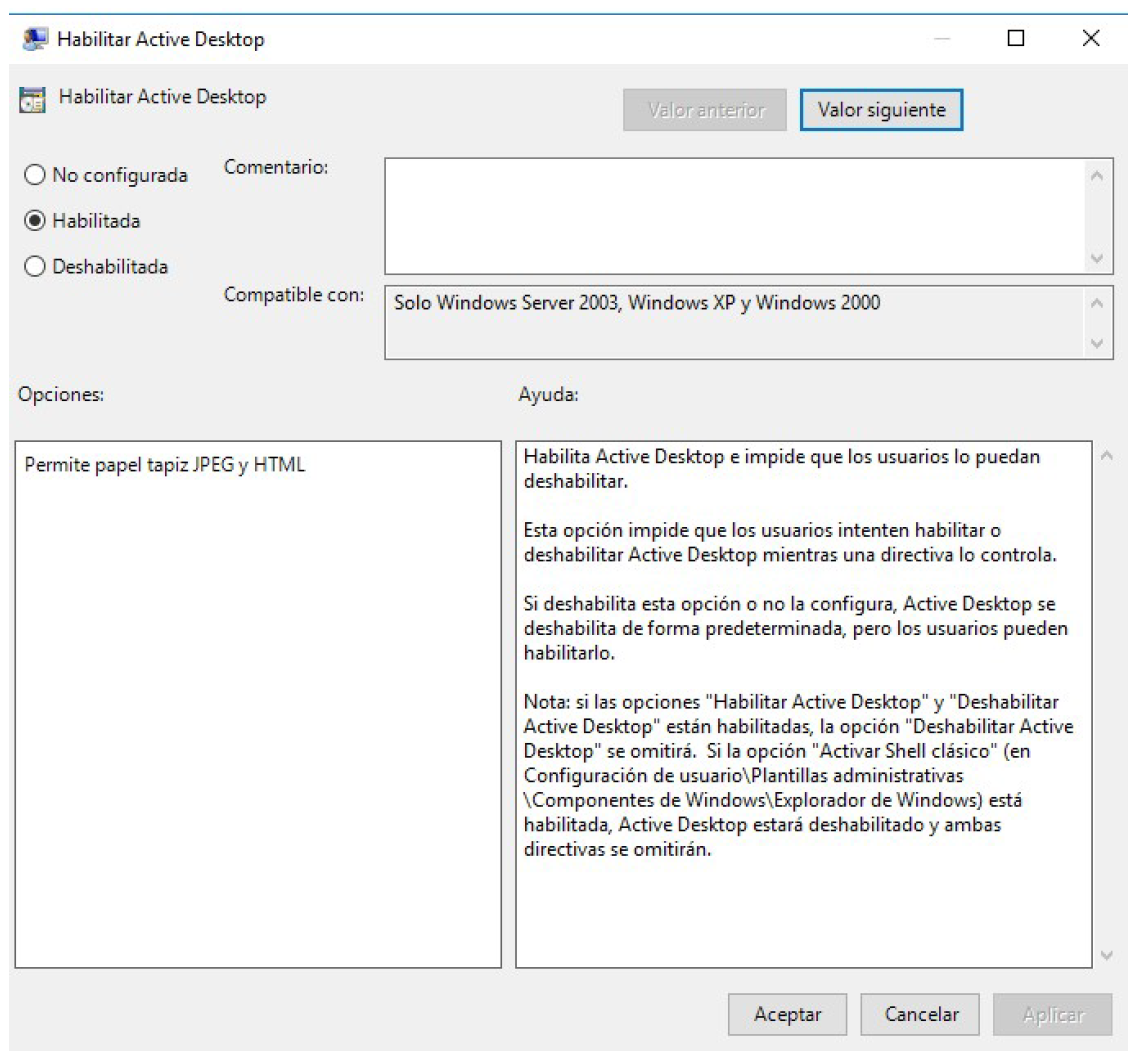 Habilitar Active Desktop
Habilitar Active Desktop
Valor anterior
Valor siguiente
No configurada
Comentario:
Habilitada
Deshabilitada
Compatible con:
Solo Windows Server 2003, Windows XP y Windows 2000
Opciones:
Ayuda:
Permite papel tapiz JPEG y HTML
Habilita Active Desktop e impide que los usuarios lo puedan
deshabilitar.
Esta opción impide que los usuarios intenten habilitar o
deshabilitar Active Desktop mientras una directiva lo controla.
Si deshabilita esta opción o no la configura, Active Desktop se
deshabilita de forma predeterminada, pero los usuarios pueden
habilitarlo.
Nota: si las opciones "Habilitar Active Desktop" y "Deshabilitar
Active Desktop" están habilitadas, la opción "Deshabilitar Active
Desktop" se omitirá.  Si la opción "Activar Shell clásico" (en
Configuración de usuario\Plantillas administrativas
\Componentes de Windows\Explorador de Windows) está
habilitada, Active Desktop estará deshabilitado y ambas
directivas se omitirán.
Aceptar
Cancelar
Aplicar